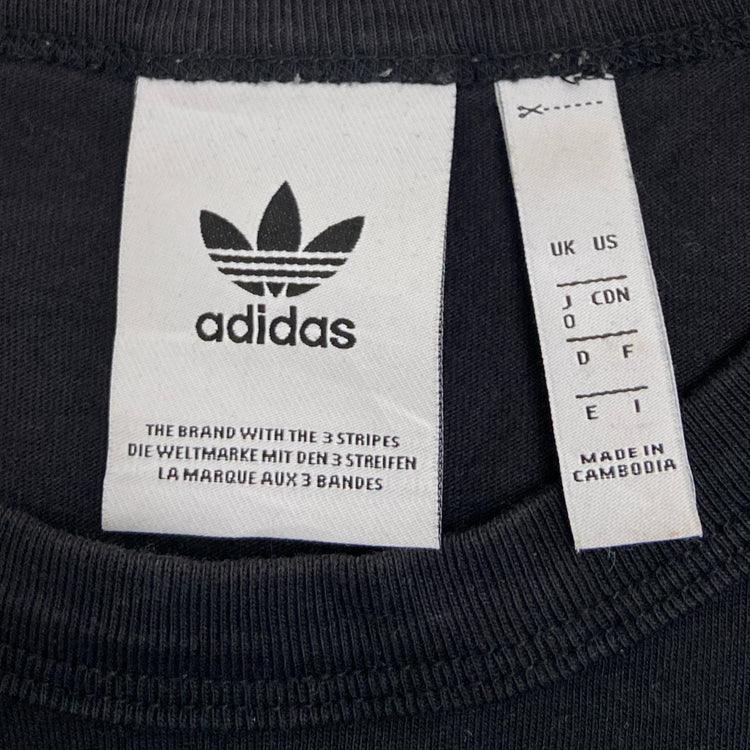 adidas
THE BRAND WITH THE 3 STRIPES
DIE WELTMARKE MIT DEN 3 STREIFEN
LA MARQUE AUX 3 BANDES
UK US
J CDN
O
D F
E I
MADE IN
CAMBODIA